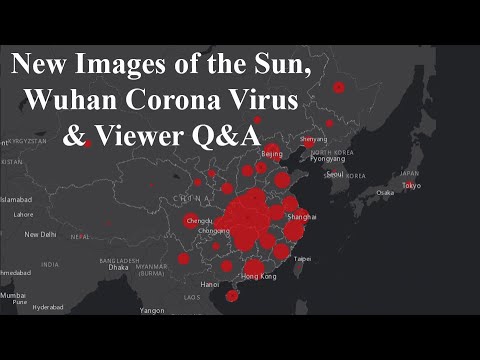 New Images of the Sun,
Wuhan Corona Virus
& Viewer Q&A
KYRGYZSTAN
Shenyang
NORTH KOREA
Beijing
Pyongyang
JAPAN
Seoul
SOUTH KOREA
Tokyo
Osaka
Islamabad
CHINA
Lahore
Chengdu
Shanghai
Chongqing
New Delhi
NEPAL
Taipei
BANGLADESH
INDIA
Dhaka
MYANMAR
(BURMA)
Hong Kong
Hanoi
Mumbai
LAOS
Pune
Hyderabad
Yangon